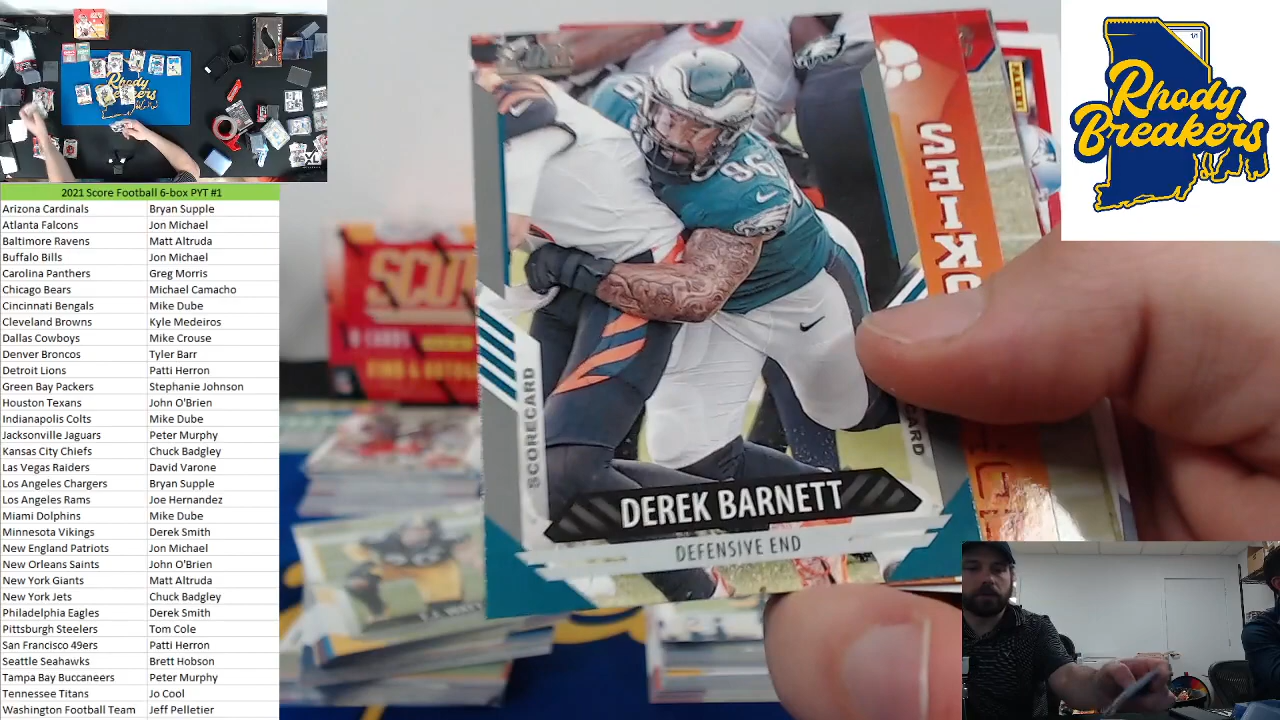 2021 Score Football 6-box PYT #1
Arizona Cardinals Bryan Supple
Atlanta Falcons Jon Michael
Baltimore Ravens Matt Altruda
Buffalo Bills Jon Michael
Carolina Panthers Greg Morris
Chicago Bears Michael Camacho
Cincinnati Bengals Mike Dube
Cleveland Browns Kyle Medeiros
Dallas Cowboys Mike Crouse
Denver Broncos Tyler Barr
Detroit Lions Patti Herron
Green Bay Packers Stephanie Johnson
Houston Texans John O'Brien
Indianapolis Colts Mike Dube
Jacksonville Jaguars Peter Murphy
Kansas City Chiefs Chuck Badgley
Las Vegas Raiders David Varone
Los Angeles Chargers Bryan Supple
Los Angeles Rams Joe Hernandez
Miami Dolphins Mike Dube
Minnesota Vikings Derek Smith
New England Patriots Jon Michael
New Orleans Saints John O'Brien
New York Giants Matt Altruda
New York Jets Chuck Badgley
Philadelphia Eagles Derek Smith
Pittsburgh Steelers Tom Cole
San Francisco 49ers Patti Herron
Seattle Seahawks Brett Hobson
Tampa Bay Buccaneers Peter Murphy
Tennessee Titans Jo Cool
Washington Football Team Jeff Pelletier
Rhody
Breakers
SCORE
96
SCORECARD
DEREK BARNETT
DEFENSIVE END
Rhody
Breakers
1/1